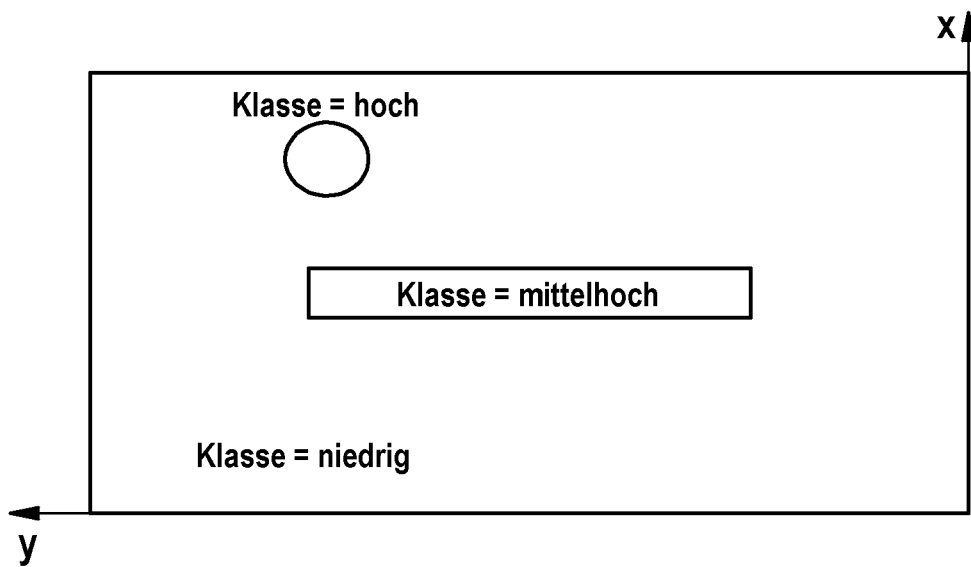 x
Klasse = hoch
Klasse = mittelhoch
Klasse = niedrig
y